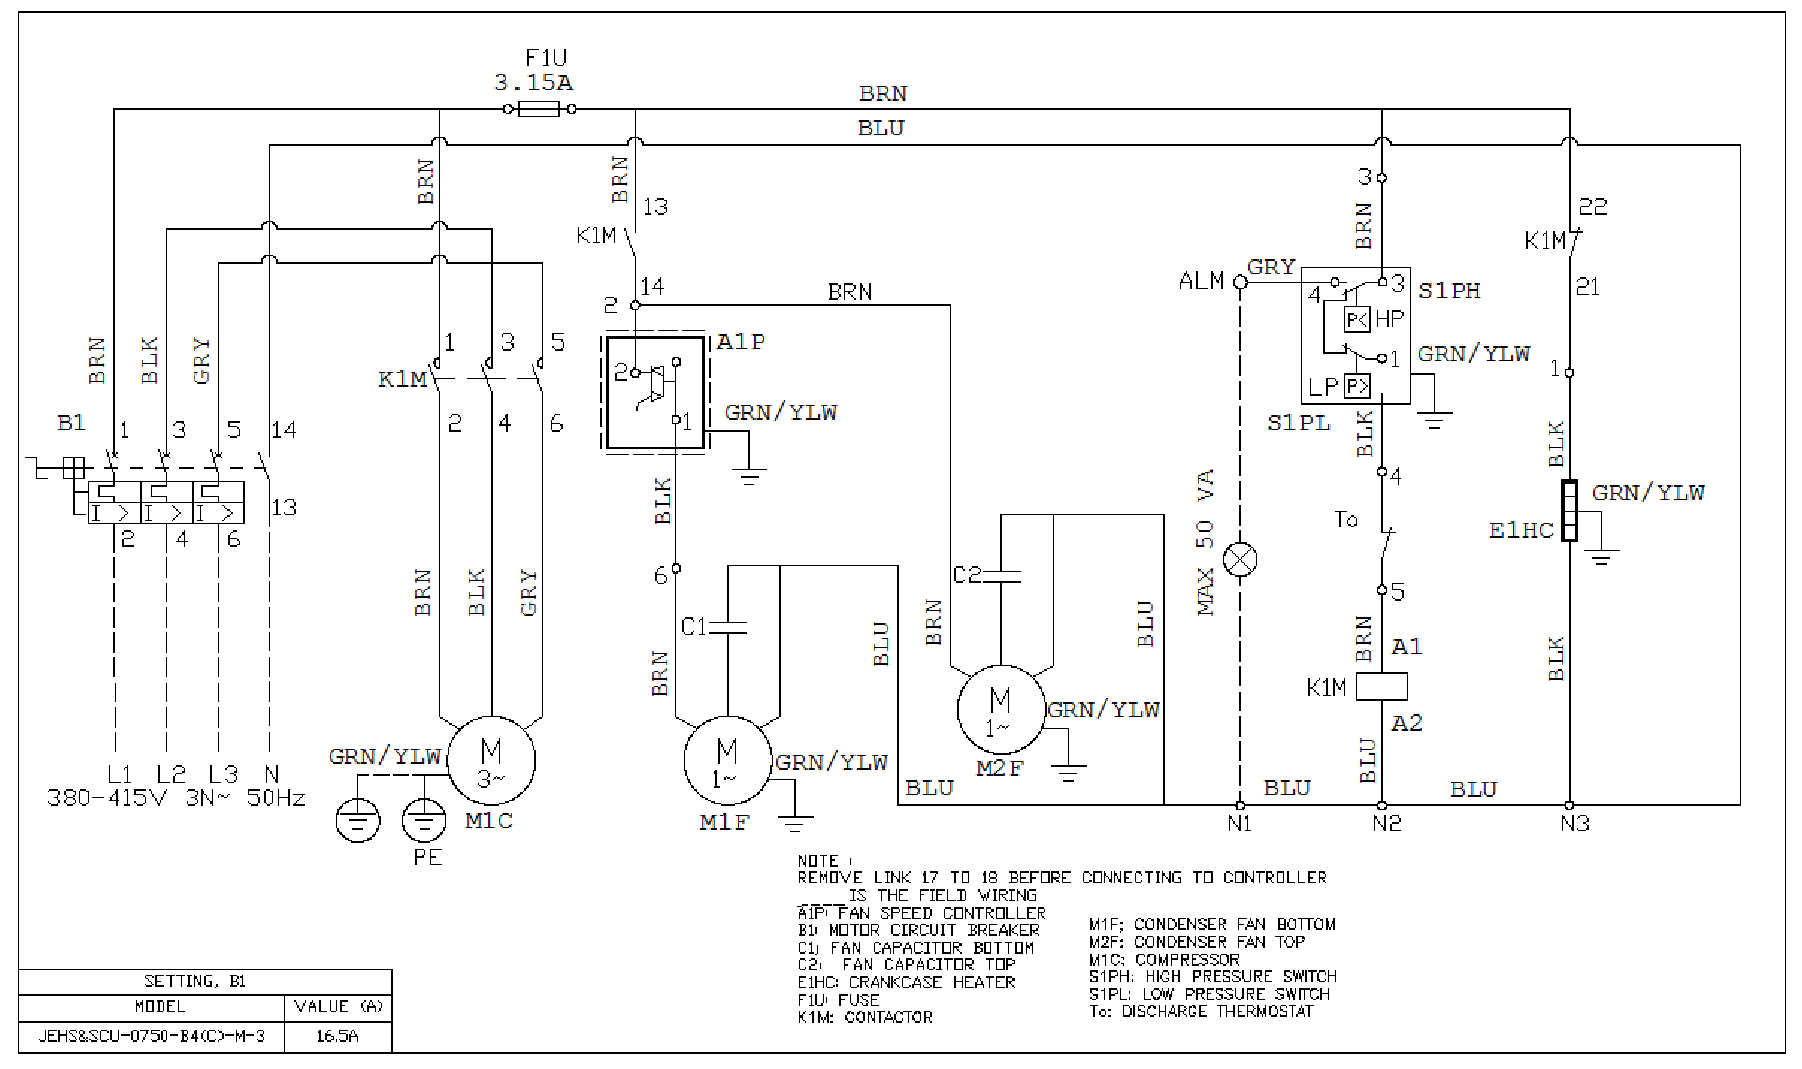 F1U
3.15A
BRN
BLU
BRN
BRN
13
K1M
14
2
BRN
3
BRN
22
K1M
21
ALM
GRY
4
3
S1PH
P<
HP
1
GRN/YLW
LP
P>
S1PL
BRN
BLK
GRY
B1
1
3
5
14
13
I >
I >
I >
2
4
6
1
3
5
K1M
2
4
6
A1P
2
1
GRN/YLW
BLK
6
BLK
4
To
5
MAX 50 VA
1
BLK
GRN/YLW
E1HC
BRN
BLK
GRY
C1
C2
BRN
BLU
BRN
BLU
BRN
A1
K1M
A2
BLU
BLK
L1
L2
L3
N
380-415V 3N~ 50Hz
GRN/YLW
M
3~
M1C
PE
M
1~
M1F
GRN/YLW
M
1~
M2F
GRN/YLW
BLU
BLU
BLU
N1
N2
N3
NOTE :
REMOVE LINK 17 TO 18 BEFORE CONNECTING TO CONTROLLER
____ IS THE FIELD WIRING
A1P: FAN SPEED CONTROLLER
B1: MOTOR CIRCUIT BREAKER
C1; FAN CAPACITOR BOTTOM
C2: FAN CAPACITOR TOP
E1HC: CRANKCASE HEATER
F1U: FUSE
K1M: CONTACTOR
M1F; CONDENSER FAN BOTTOM
M2F: CONDENSER FAN TOP
M1C; COMPRESSOR
S1PH: HIGH PRESSURE SWITCH
S1PL: LOW PRESSURE SWITCH
To: DISCHARGE THERMOSTAT
SETTING, B1
MODEL
VALUE (A)
JEHS&SCU-0750-B4(C)-M-3
16.5A